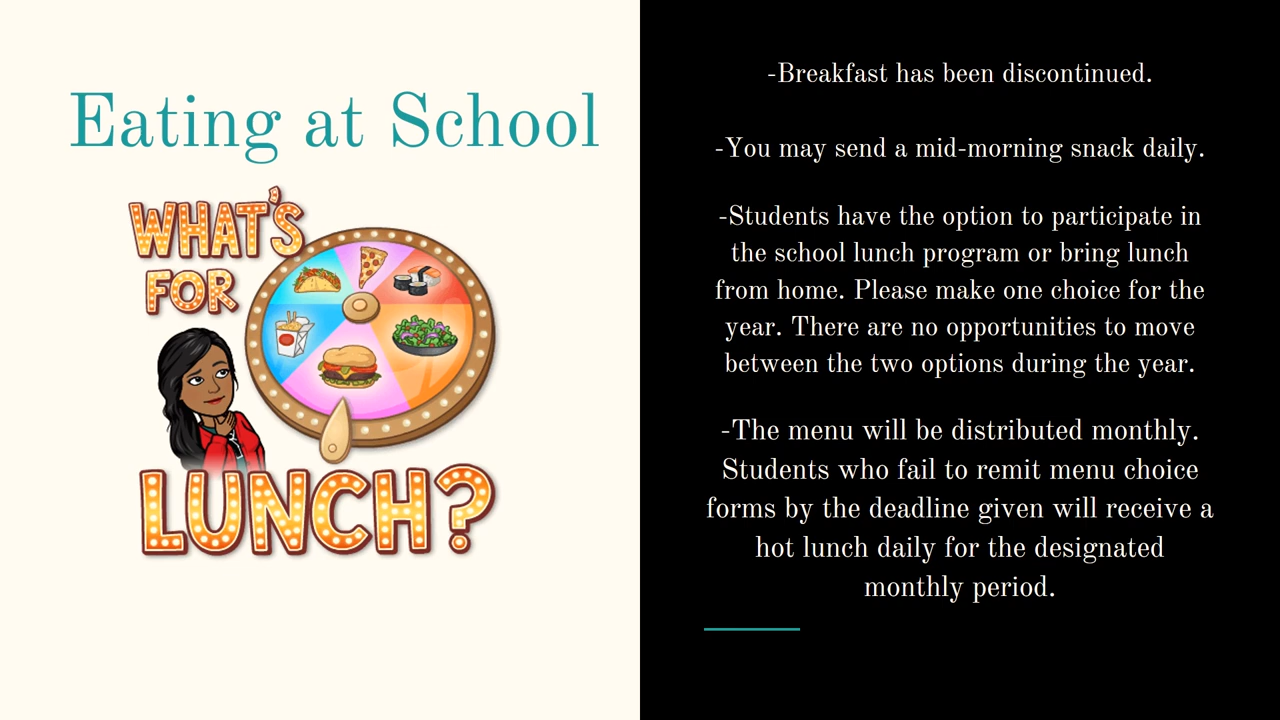 Eating at School
WHAT'S
FOR
LUNCH?
-Breakfast has been discontinued.
-You may send a mid-morning snack daily.
-Students have the option to participate in
the school lunch program or bring lunch
from home. Please make one choice for the
year. There are no opportunities to move
between the two options during the year.
-The menu will be distributed monthly.
Students who fail to remit menu choice
forms by the deadline given will receive a
hot lunch daily for the designated
monthly period.